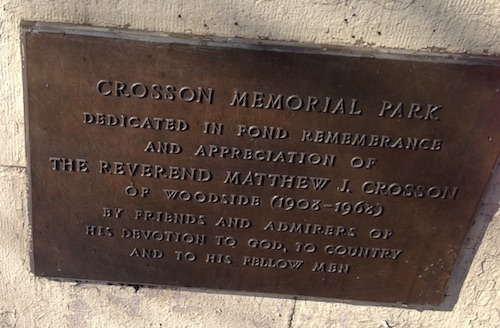 CROSSON MEMORIAL PARK
DEDICATED IN FOND REMEMBRANCE
AND APPRECIATION OF
THE REVEREND MATTHEW J. CROSSON
OF WOODSIDE (1908-1968)
BY FRIENDS AND ADMIRERS OF
HIS DEVOTION TO GOD, TO COUNTRY
AND TO HIS FELLOW MEN